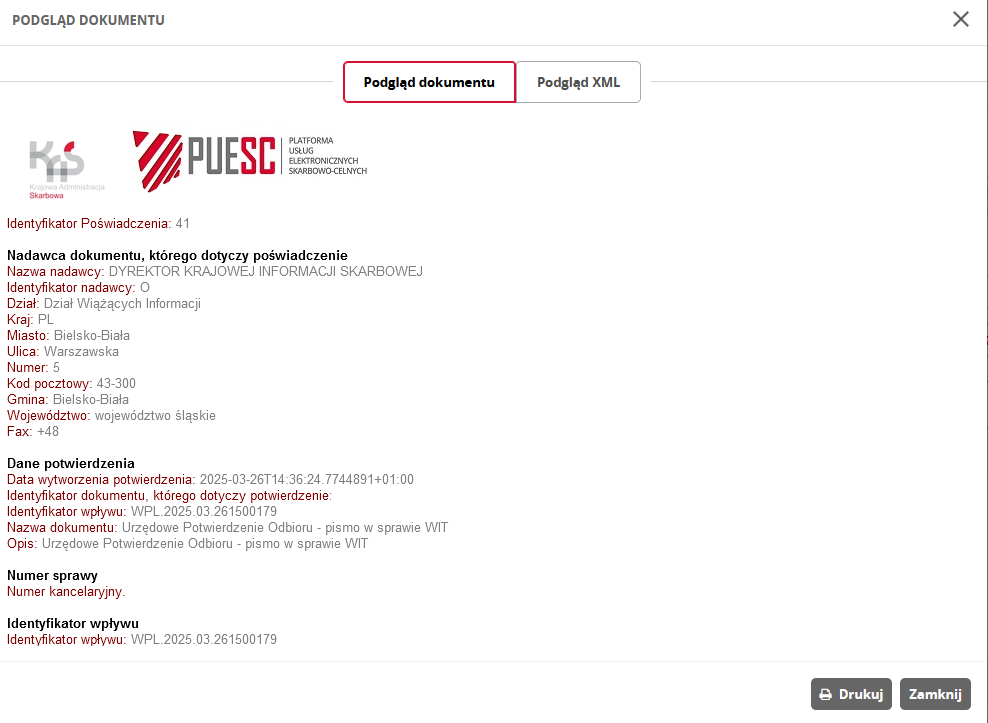 PODGLĄD DOKUMENTU
Podgląd dokumentu
Podgląd XML
KAS
Krajowa Administracja
Skarbowa
PUESC
PLATFORMA
USŁUG
ELEKTRONICZNYCH
SKARBOWO-CELNYCH
Identyfikator Poświadczenia: 41
Nadawca dokumentu, którego dotyczy poświadczenie
Nazwa nadawcy: DYREKTOR KRAJOWEJ INFORMACJI SKARBOWEJ
Identyfikator nadawcy: O
Dział: Dział Wiążących Informacji
Kraj: PL
Miasto: Bielsko-Biała
Ulica: Warszawska
Numer: 5
Kod pocztowy: 43-300
Gmina: Bielsko-Biała
Województwo: województwo śląskie
Fax: +48
Dane potwierdzenia
Data wytworzenia potwierdzenia: 2025-03-26T14:36:24.7744891+01:00
Identyfikator dokumentu, którego dotyczy potwierdzenie:
Identyfikator wpływu: WPL.2025.03.261500179
Nazwa dokumentu: Urzędowe Potwierdzenie Odbioru - pismo w sprawie WIT
Opis: Urzędowe Potwierdzenie Odbioru - pismo w sprawie WIT
Numer sprawy
Numer kancelaryjny.
Identyfikator wpływu
Identyfikator wpływu: WPL.2025.03.261500179
Drukuj
Zamknij